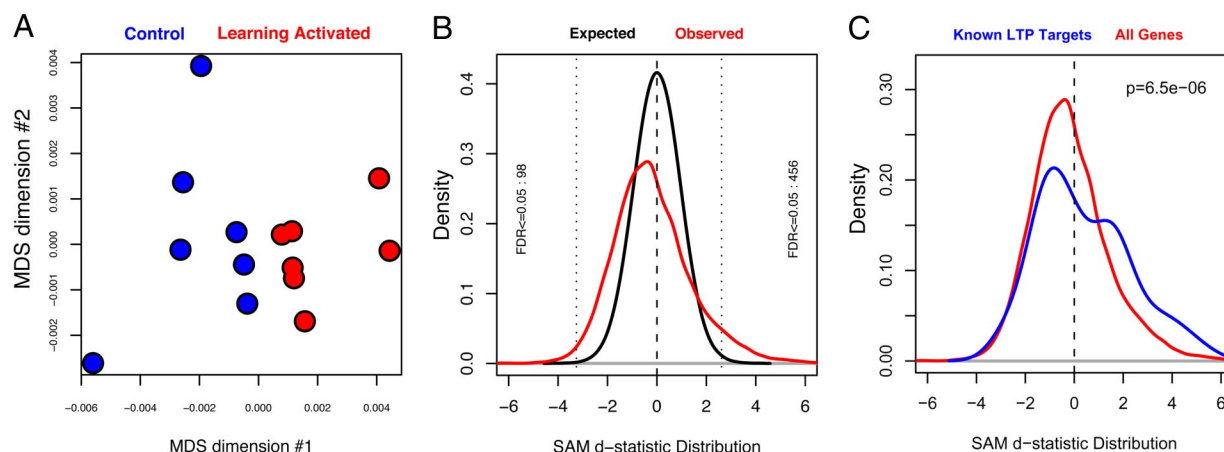 A
Control Learning Activated
MDS dimension #2
0.004
0.003
0.002
0.001
0.000
−0.001
−0.002
−0.006 −0.004 −0.002 0.000 0.002 0.004
MDS dimension #1
B
Expected Observed
Density
0.4
0.3
0.2
0.1
0.0
FDR<=0.05 : 98
FDR<=0.05 : 456
−6 −4 −2 0 2 4 6
SAM d−statistic Distribution
C
Known LTP Targets All Genes
p=6.5e−06
Density
0.30
0.20
0.10
0.00
−6 −4 −2 0 2 4 6
SAM d−statistic Distribution